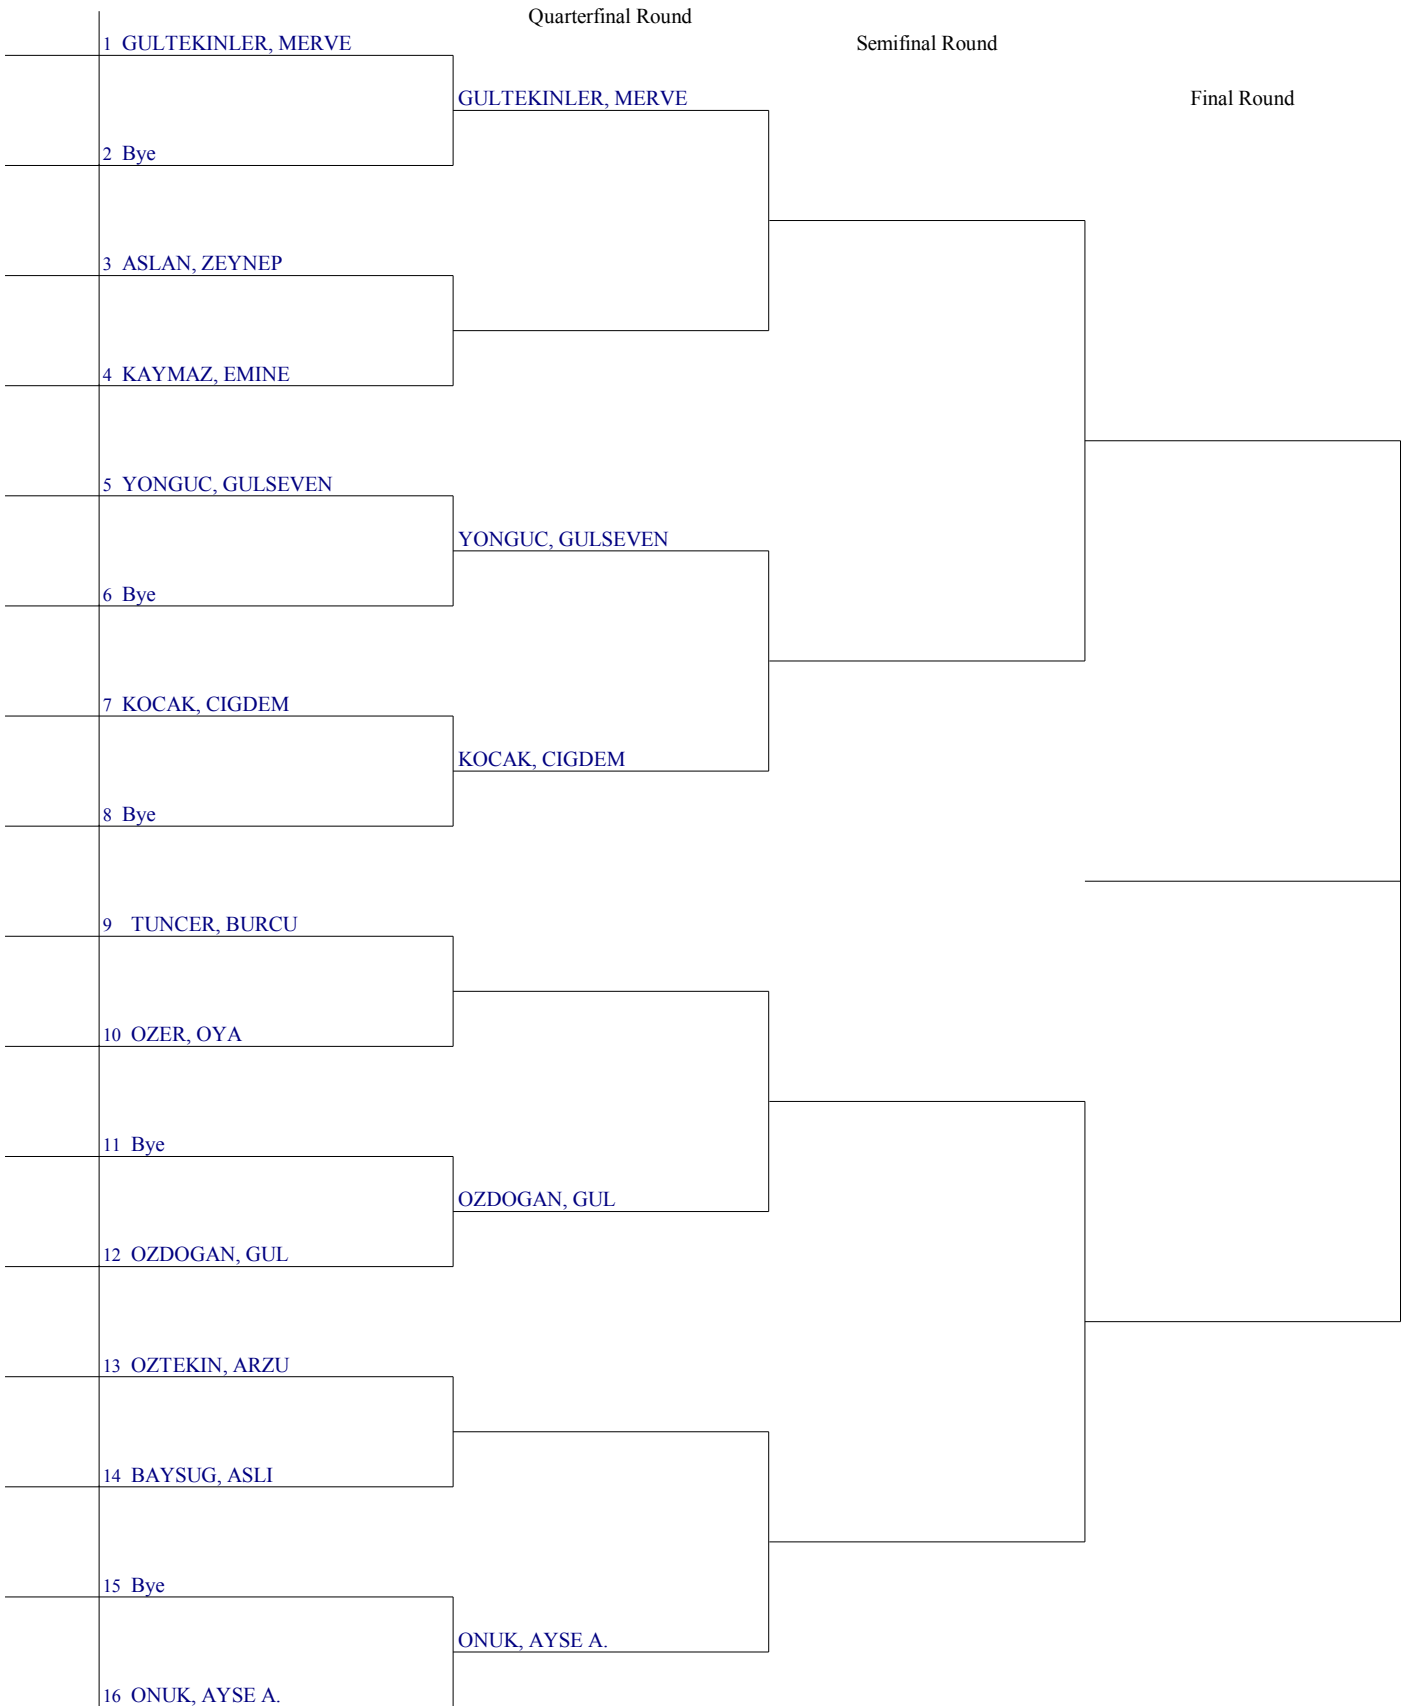 Quarterfinal Round
1 GULTEKINLER, MERVE
Semifinal Round
GULTEKINLER, MERVE
Final Round
2 Bye
3 ASLAN, ZEYNEP
4 KAYMAZ, EMINE
5 YONGUC, GULSEVEN
YONGUC, GULSEVEN
6 Bye
7 KOCAK, CIGDEM
KOCAK, CIGDEM
8 Bye
9 TUNCER, BURCU
10 OZER, OYA
11 Bye
OZDOGAN, GUL
12 OZDOGAN, GUL
13 OZTEKIN, ARZU
14 BAYSUG, ASLI
15 Bye
ONUK, AYSE A.
16 ONUK, AYSE A.